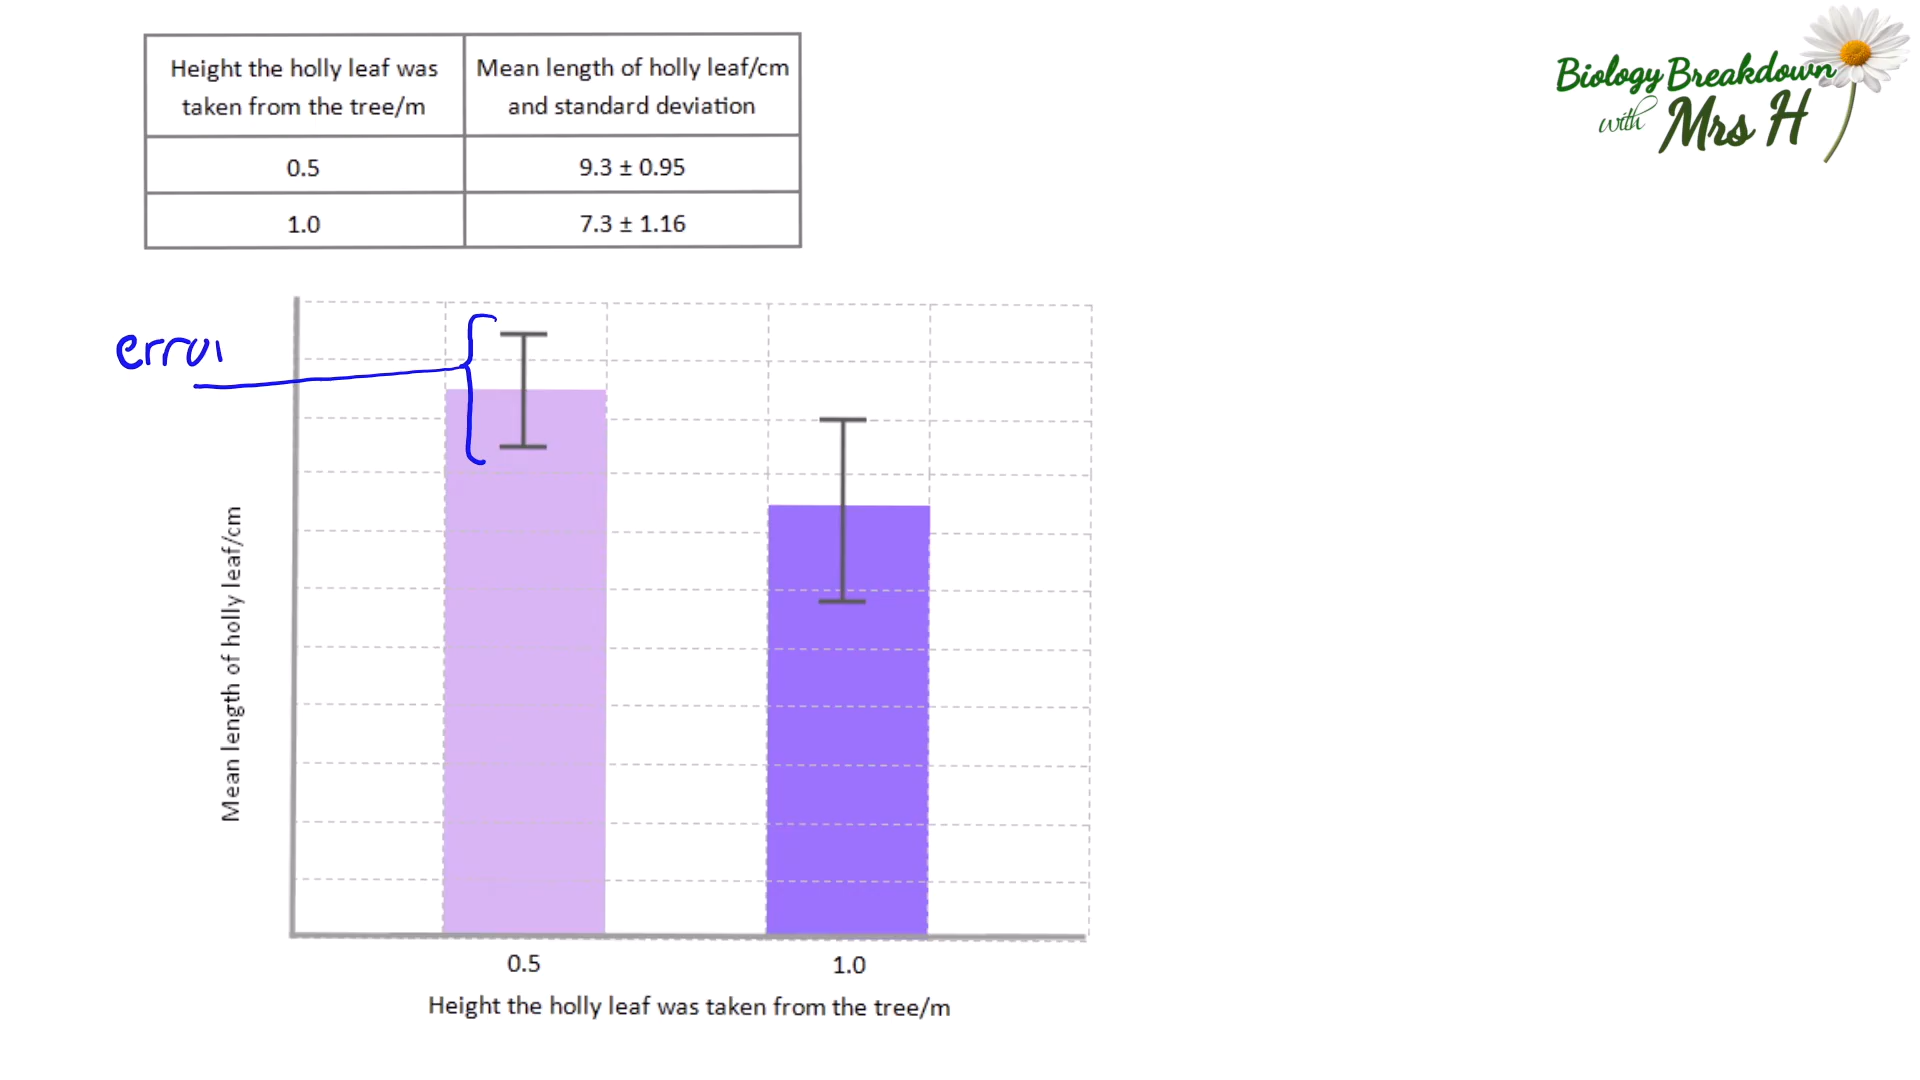 Height the holly leaf was
taken from the tree/m
Mean length of holly leaf/cm
and standard deviation
0.5
9.3 ± 0.95
1.0
7.3 ± 1.16
Biology Breakdown
with Mrs H
Mean length of holly leaf/cm
0.5
1.0
Height the holly leaf was taken from the tree/m